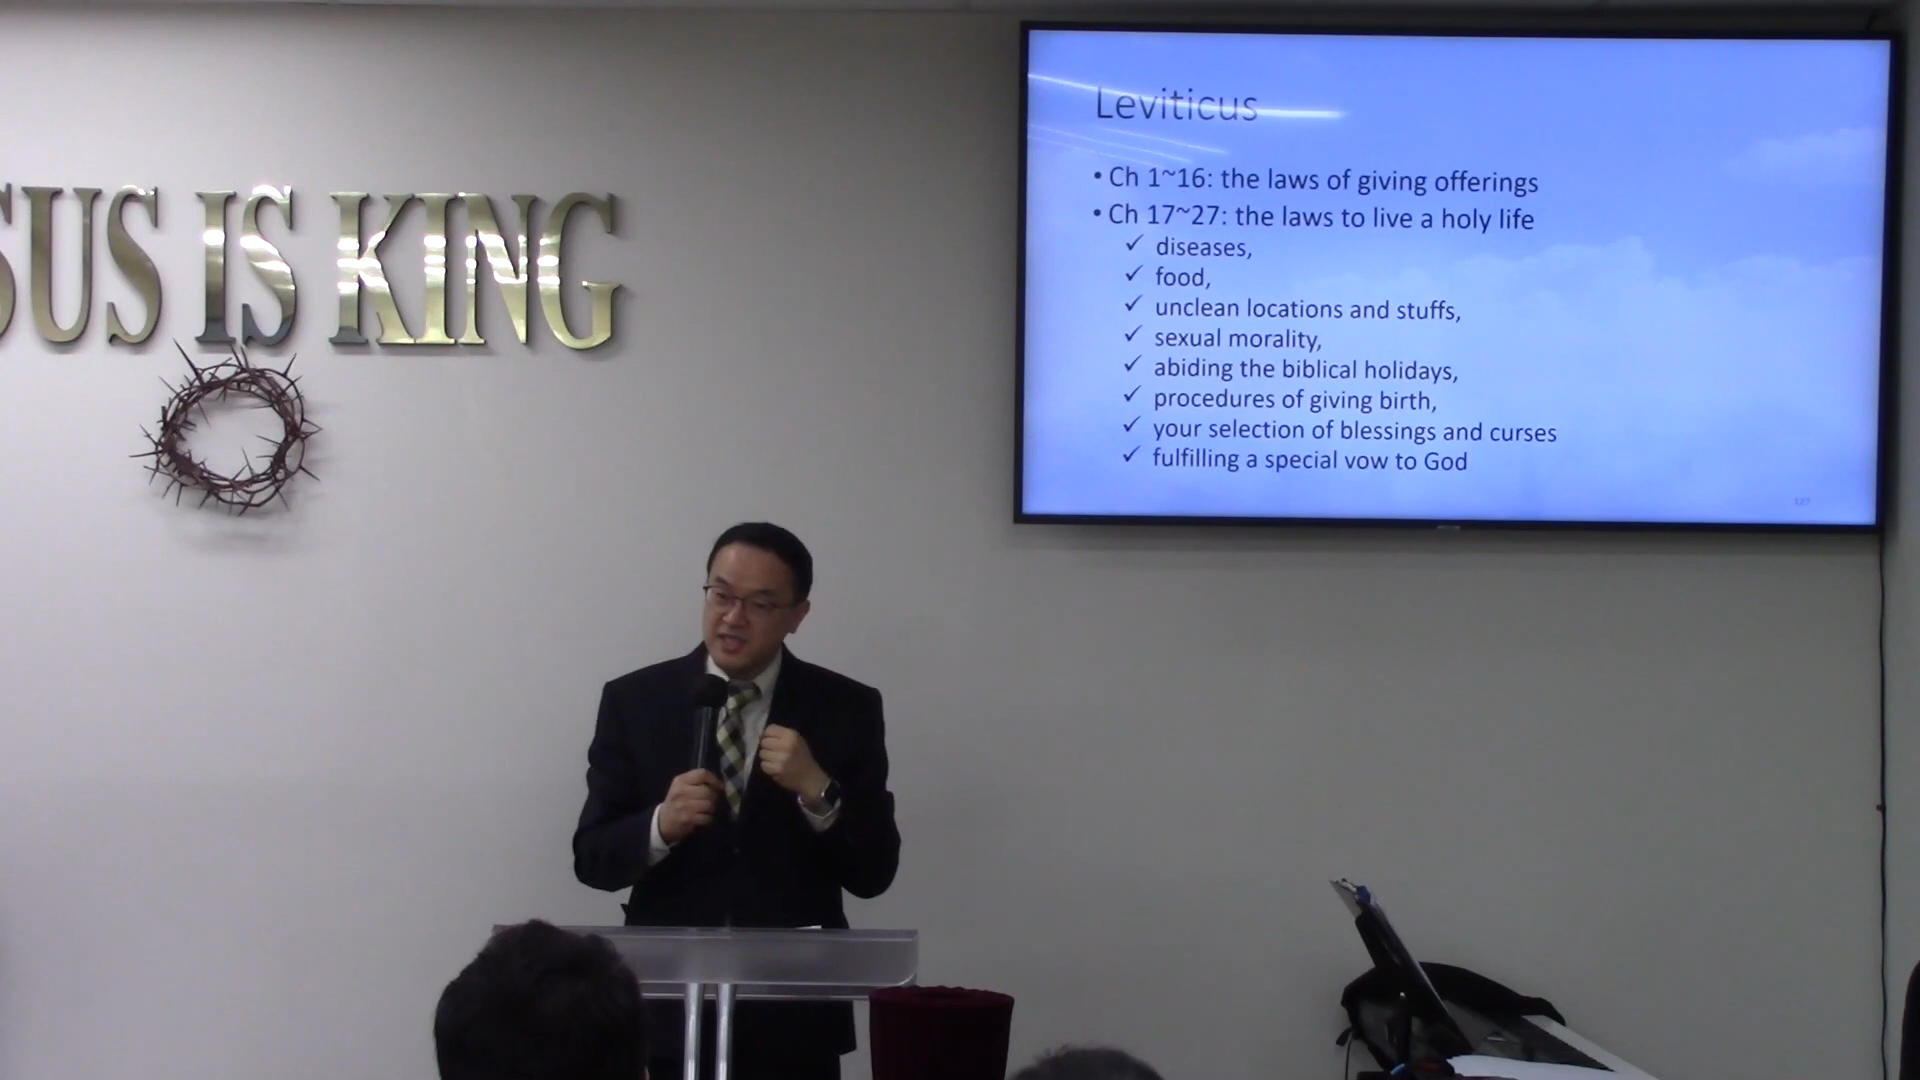 SUS IS KING
Leviticus
• Ch 1~16: the laws of giving offerings
• Ch 17~27: the laws to live a holy life
✓ diseases,
✓ food,
✓ unclean locations and stuffs,
✓ sexual morality,
✓ abiding the biblical holidays,
✓ procedures of giving birth,
✓ your selection of blessings and curses
✓ fulfilling a special vow to God
127